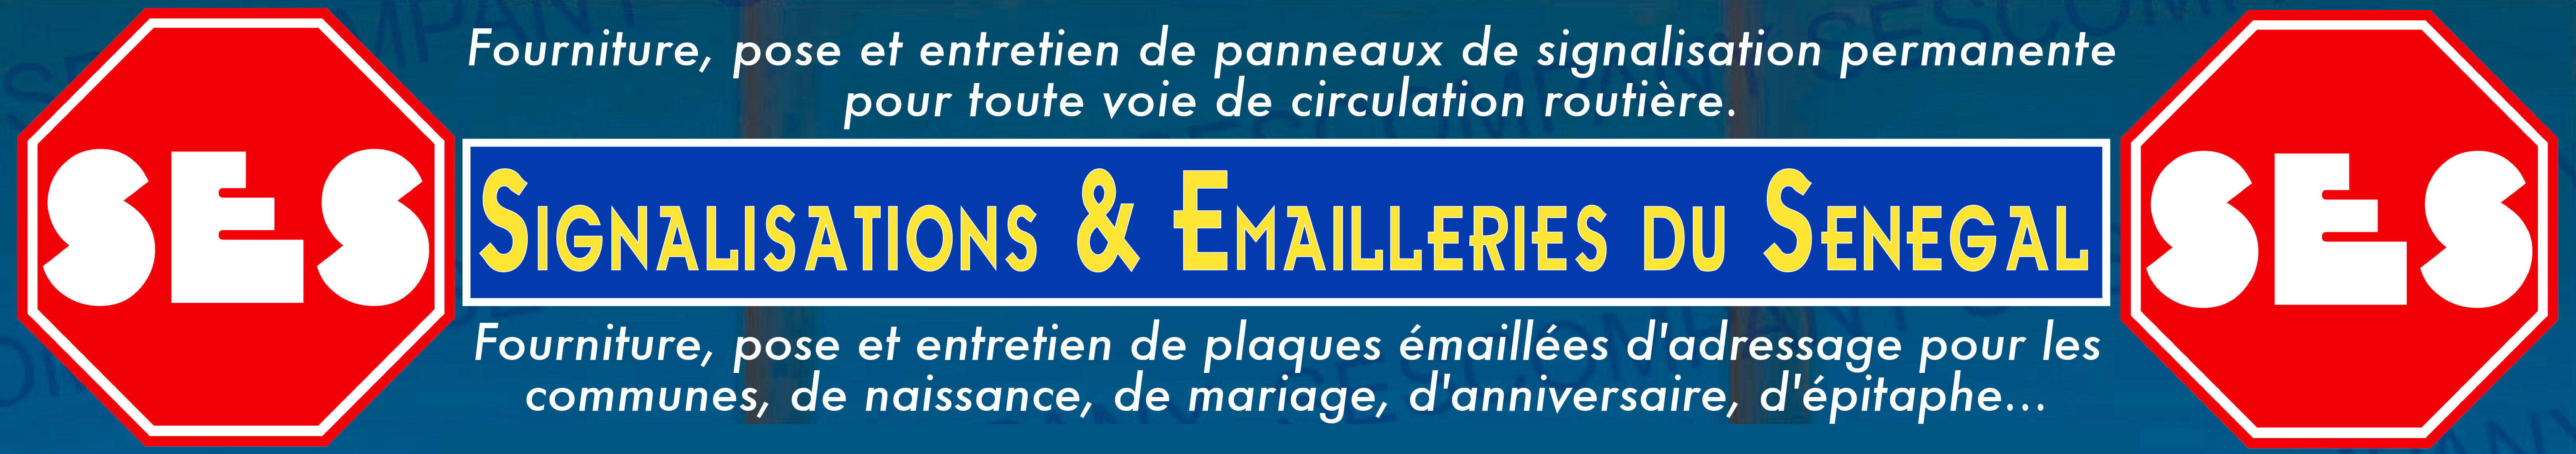 Fourniture, pose et entretien de panneaux de signalisation permanente
pour toute voie de circulation routière.
SES
SIGNALISATIONS & EMAILLERIES DU SENEGAL
SES
Fourniture, pose et entretien de plaques émaillées d'adressage pour les
communes, de naissance, de mariage, d'anniversaire, d'épitaphe...